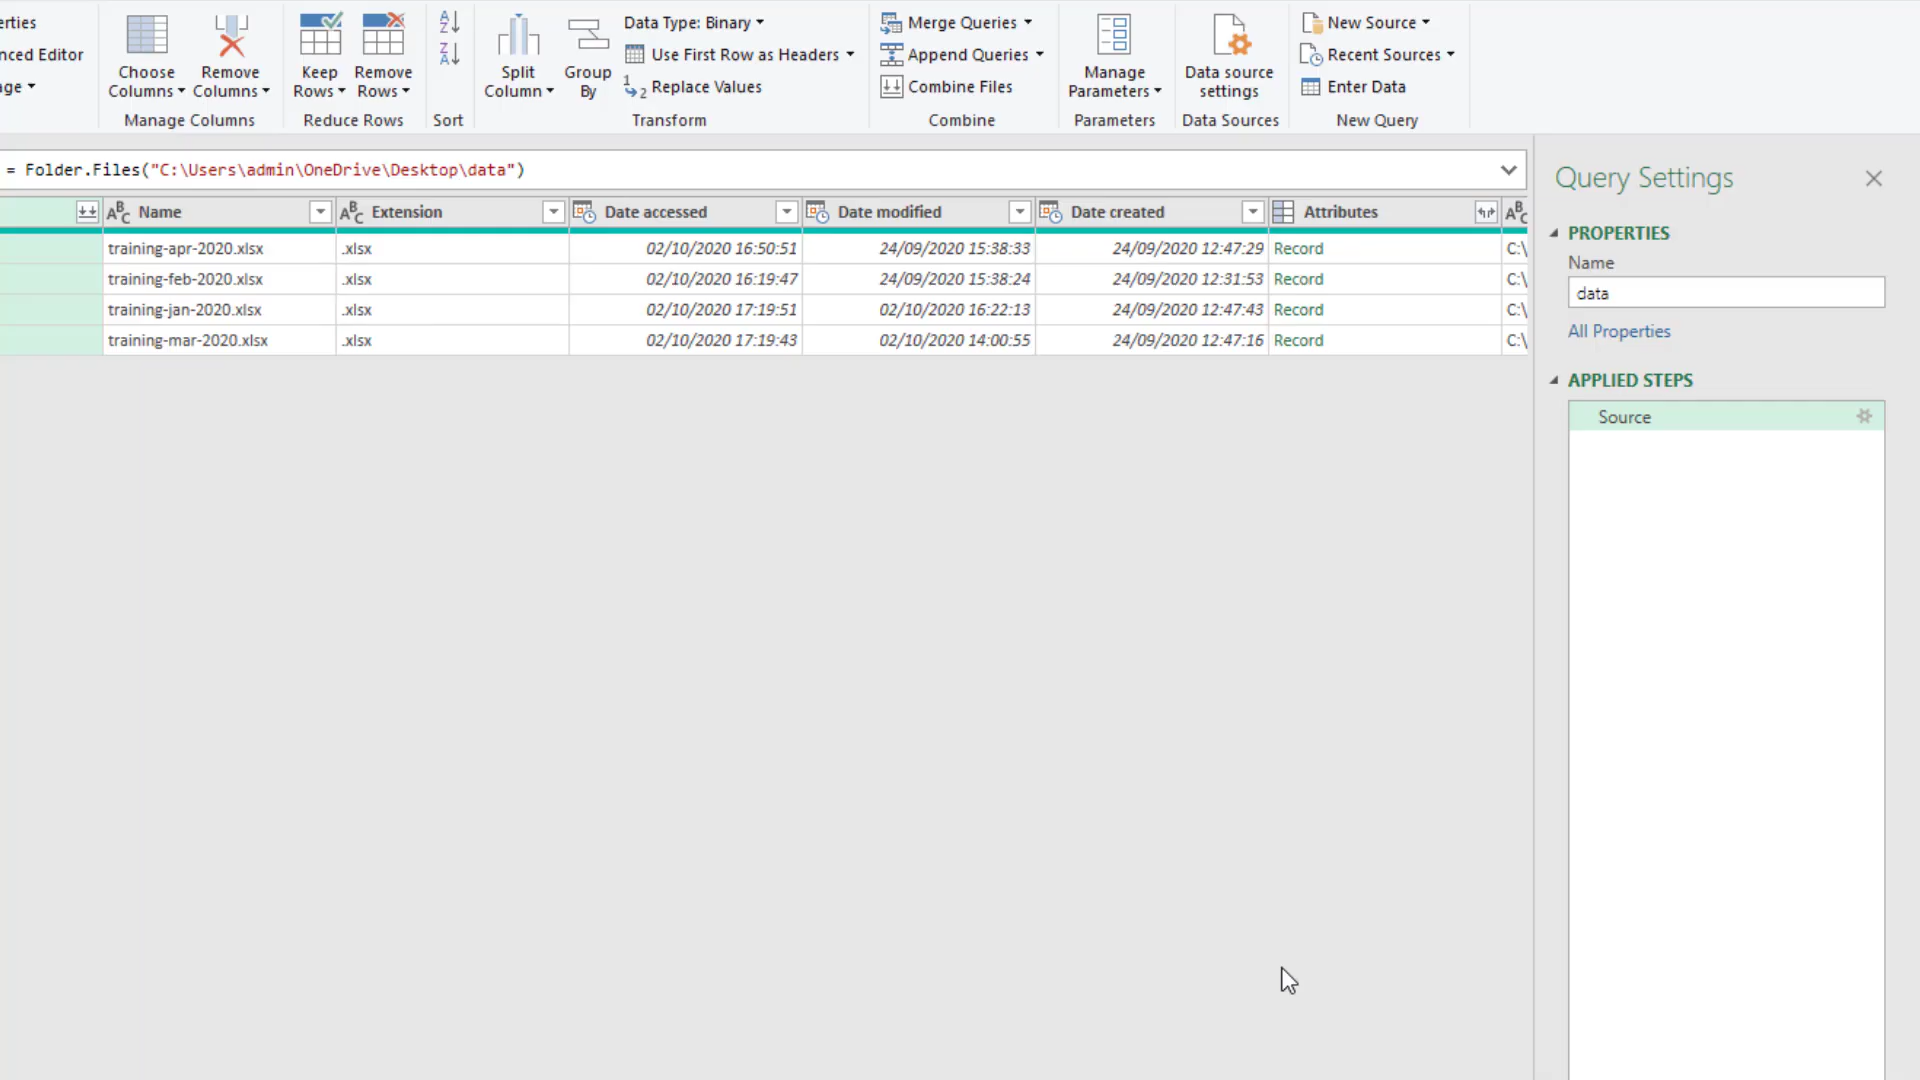 erties
nced Editor
ge
Choose Columns
Remove Columns
Manage Columns
Keep Rows
Remove Rows
Reduce Rows
Sort
Split Column
Group By
Data Type: Binary
Use First Row as Headers
Replace Values
Transform
Merge Queries
Append Queries
Combine Files
Combine
Manage Parameters
Parameters
Data source settings
Data Sources
New Source
Recent Sources
Enter Data
New Query
= Folder.Files("C:\Users\admin\OneDrive\Desktop\data")
Name Extension Date accessed Date modified Date created Attributes
training-apr-2020.xlsx .xlsx 02/10/2020 16:50:51 24/09/2020 15:38:33 24/09/2020 12:47:29 Record C:\
training-feb-2020.xlsx .xlsx 02/10/2020 16:19:47 24/09/2020 15:38:24 24/09/2020 12:31:53 Record C:\
training-jan-2020.xlsx .xlsx 02/10/2020 17:19:51 02/10/2020 16:22:13 24/09/2020 12:47:43 Record C:\
training-mar-2020.xlsx .xlsx 02/10/2020 17:19:43 02/10/2020 14:00:55 24/09/2020 12:47:16 Record C:\
Query Settings
PROPERTIES
Name
data
All Properties
APPLIED STEPS
Source